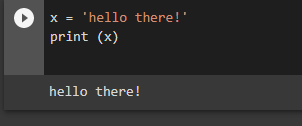 x = 'hello there!'
print (x)
hello there!